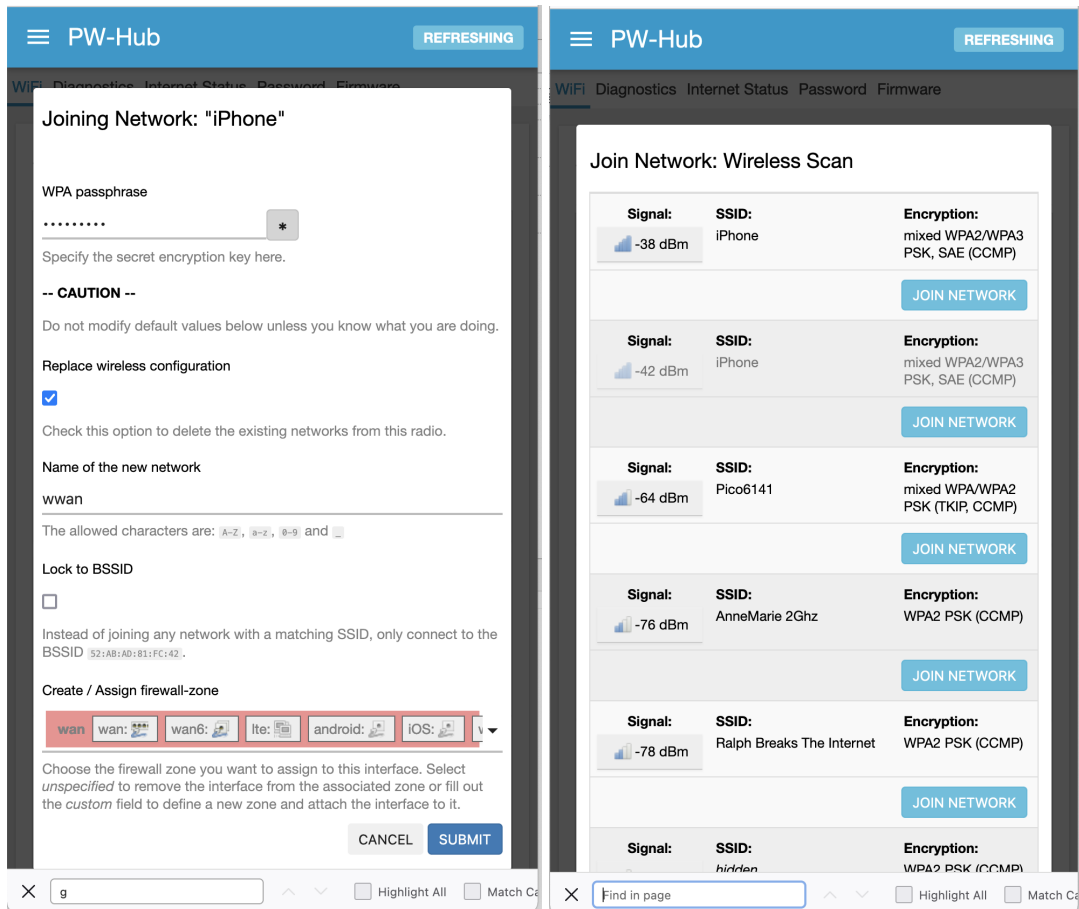 PW-Hub
REFRESHING
WiFi Diagnostics Internet Status Password Firmware
Joining Network: "iPhone"
WPA passphrase
•••••••••
*
Specify the secret encryption key here.
-- CAUTION --
Do not modify default values below unless you know what you are doing.
Replace wireless configuration
Check this option to delete the existing networks from this radio.
Name of the new network
wwan
The allowed characters are: A-Z, a-z, 0-9 and _
Lock to BSSID
Instead of joining any network with a matching SSID, only connect to the
BSSID 52:AB:AD:81:FC:42.
Create / Assign firewall-zone
wan wan: wan6: lte: android: iOS:
Choose the firewall zone you want to assign to this interface. Select
unspecified to remove the interface from the associated zone or fill out
the custom field to define a new zone and attach the interface to it.
CANCEL SUBMIT
g
Highlight All
Match Ca
PW-Hub
REFRESHING
WiFi Diagnostics Internet Status Password Firmware
Join Network: Wireless Scan
Signal: SSID: Encryption:
-38 dBm iPhone mixed WPA2/WPA3
PSK, SAE (CCMP)
JOIN NETWORK
Signal: SSID: Encryption:
-42 dBm iPhone mixed WPA2/WPA3
PSK, SAE (CCMP)
JOIN NETWORK
Signal: SSID: Encryption:
-64 dBm Pico6141 mixed WPA/WPA2
PSK (TKIP, CCMP)
JOIN NETWORK
Signal: SSID: Encryption:
-76 dBm AnneMarie 2Ghz WPA2 PSK (CCMP)
JOIN NETWORK
Signal: SSID: Encryption:
-78 dBm Ralph Breaks The Internet WPA2 PSK (CCMP)
JOIN NETWORK
Signal: SSID: Encryption:
hidden WPA2 PSK (CCMP)
Find in page
Highlight All
Match Ca